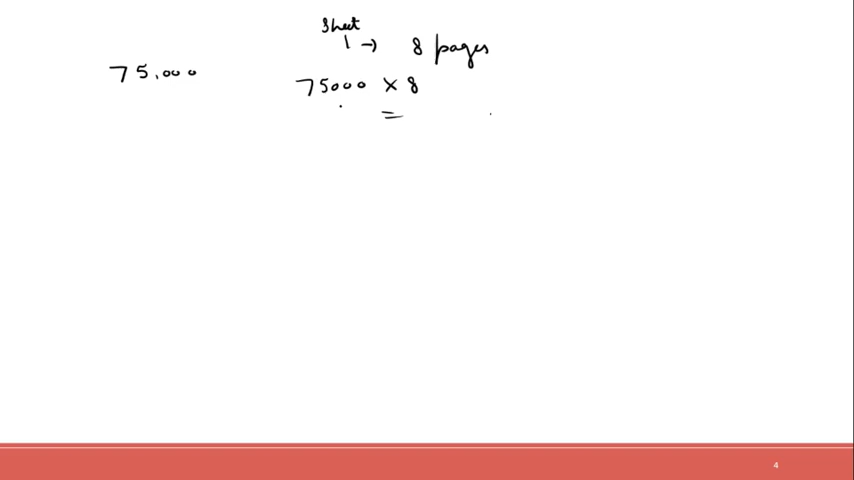 Sheet
1 → 8 pages
75,000
75000 × 8
=
4